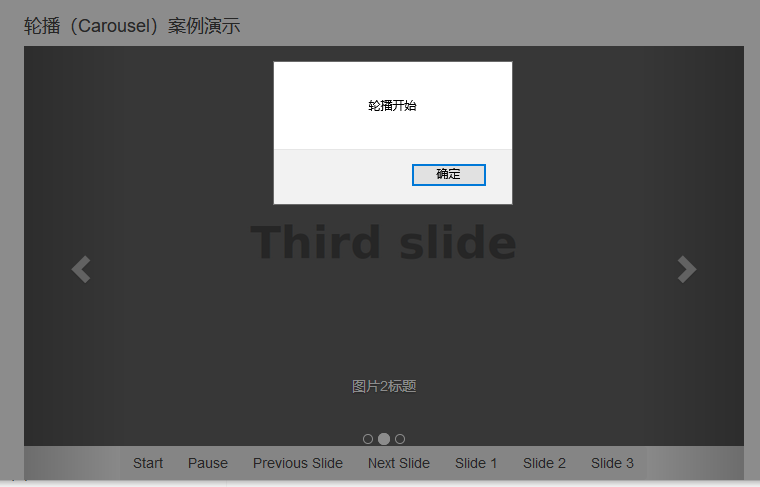 轮播（Carousel）案例演示
轮播开始
确定
Third slide
图片2标题
Start Pause Previous Slide Next Slide Slide 1 Slide 2 Slide 3